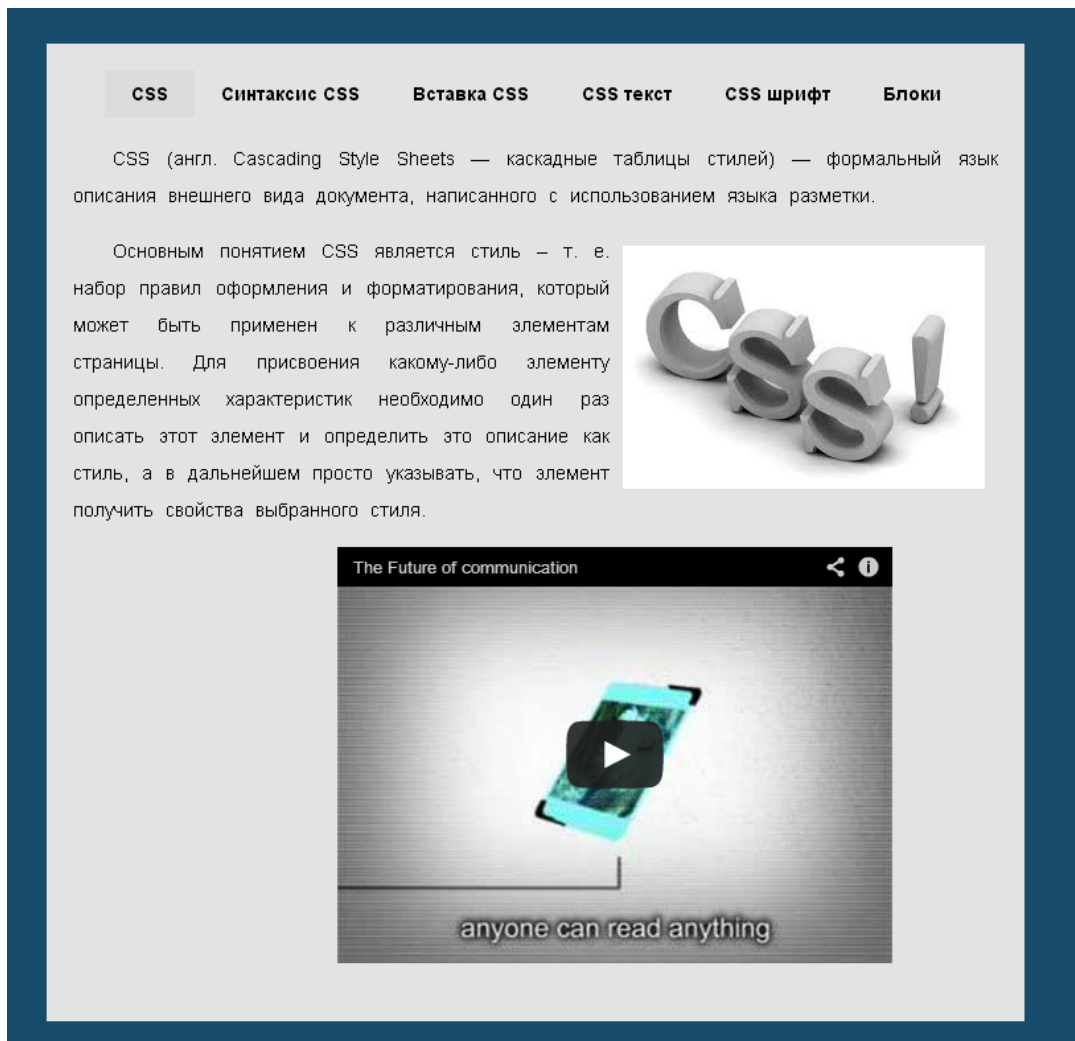 CSS Синтаксис CSS Вставка CSS CSS текст CSS шрифт Блоки
CSS (англ. Cascading Style Sheets — каскадные таблицы стилей) — формальный язык
описания внешнего вида документа, написанного с использованием языка разметки.
Основным понятием CSS является стиль – т. е.
набор правил оформления и форматирования, который
может быть применен к различным элементам
страницы. Для присвоения какому-либо элементу
определенных характеристик необходимо один раз
описать этот элемент и определить это описание как
стиль, а в дальнейшем просто указывать, что элемент
получить свойства выбранного стиля.
CSS!
The Future of communication
anyone can read anything